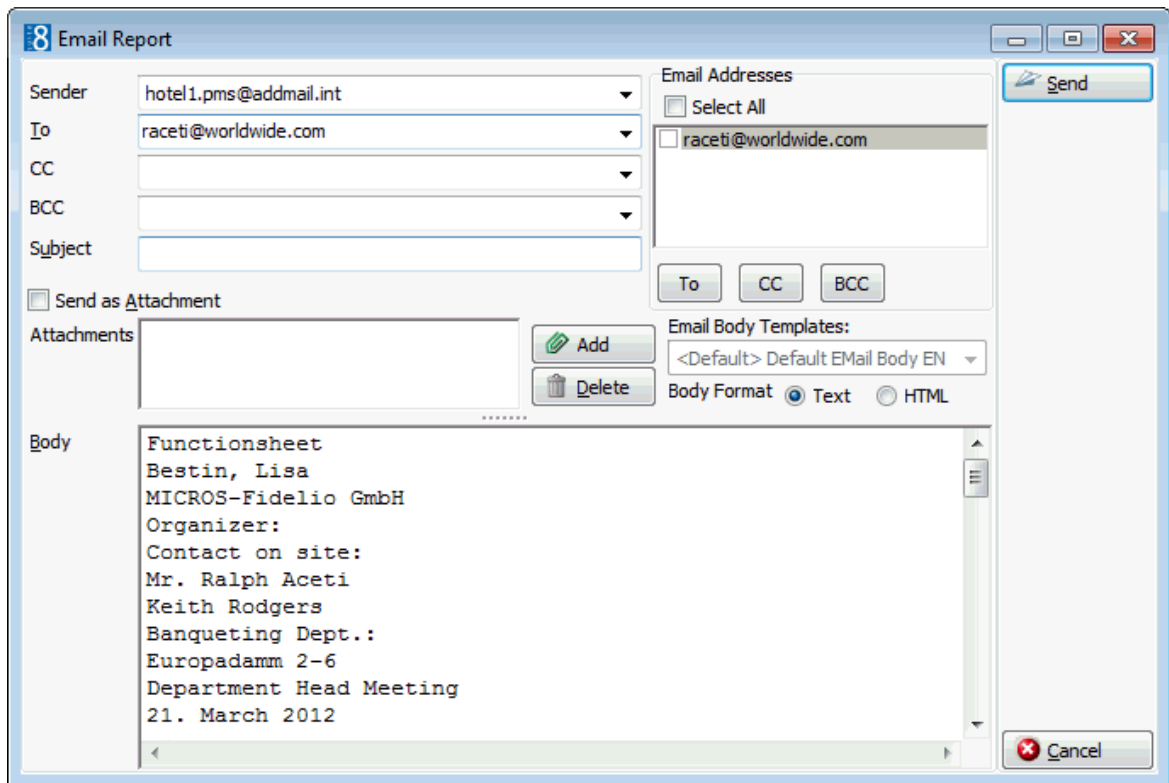 8 Email Report
Sender hotel1.pms@addmail.int
To raceti@worldwide.com
CC
BCC
Subject
Send as Attachment
Attachments
Add
Delete
Email Addresses
Select All
raceti@worldwide.com
To CC BCC
Email Body Templates:
<Default> Default EMail Body EN
Body Format Text HTML
Send
Body
Functionsheet
Bestin, Lisa
MICROS-Fidelio GmbH
Organizer:
Contact on site:
Mr. Ralph Aceti
Keith Rodgers
Banqueting Dept.:
Europadamm 2-6
Department Head Meeting
21. March 2012
Cancel